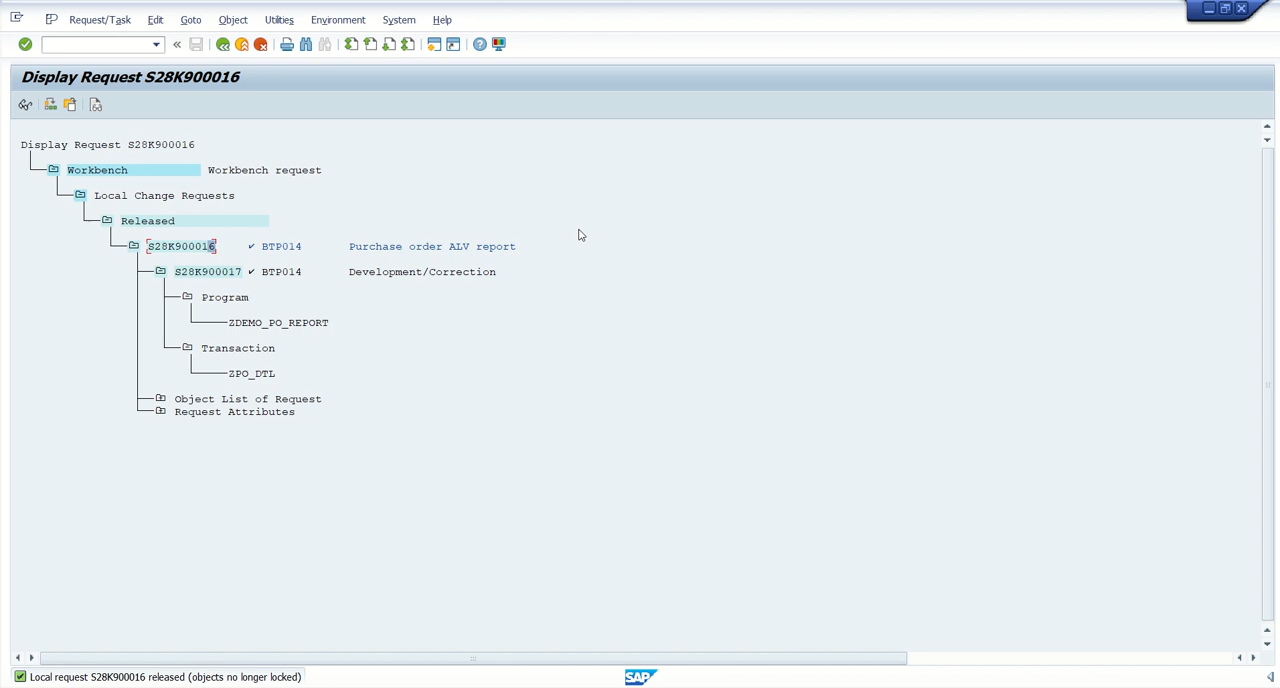 Request/Task Edit Goto Object Utilities Environment System Help
Display Request S28K900016
Display Request S28K900016
Workbench Workbench request
Local Change Requests
Released
S28K900016 ✔ BTP014 Purchase order ALV report
S28K900017 ✔ BTP014 Development/Correction
Program
ZDEMO_PO_REPORT
Transaction
ZPO_DTL
Object List of Request
Request Attributes
Local request S28K900016 released (objects no longer locked)
SAP